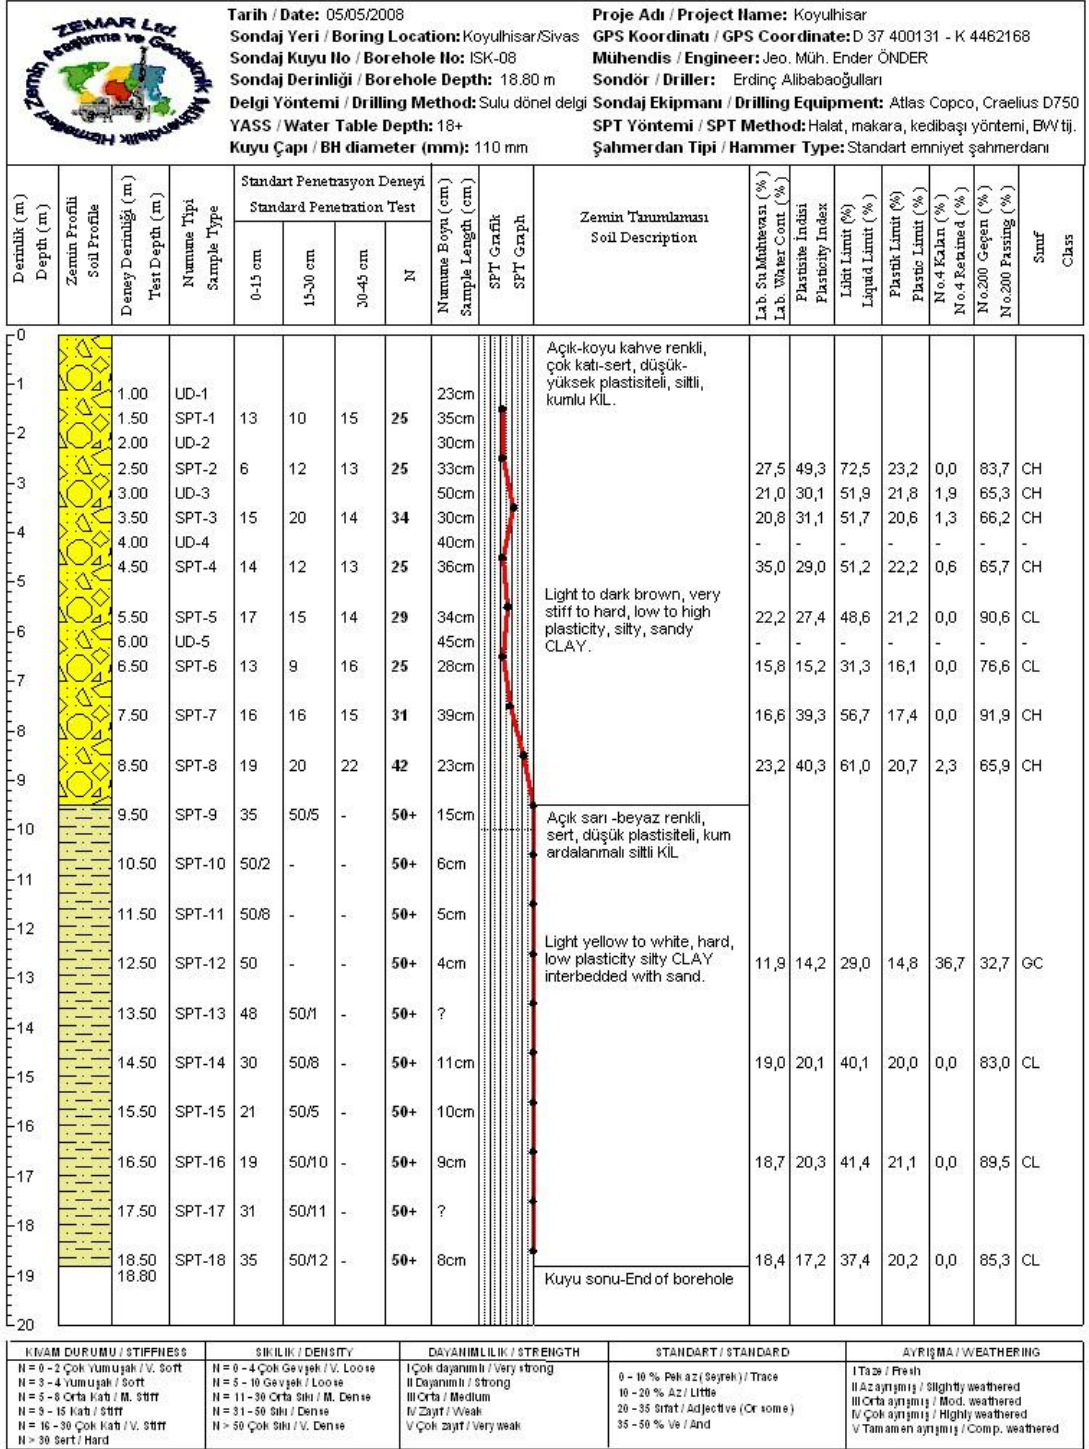 ZEMAR Ltd.
Zemin Araştırma ve Geoteknik Mühendislik Hizmetleri
Tarih / Date: 05/05/2008
Proje Adı / Project Name: Koyulhisar
Sondaj Yeri / Boring Location: Koyulhisar/Sivas
GPS Koordinatı / GPS Coordinate: D 37 400131 - K 4462168
Sondaj Kuyu No / Borehole No: ISK-08
Mühendis / Engineer: Jeo. Müh. Ender ÖNDER
Sondaj Derinliği / Borehole Depth: 18.80 m
Sondör / Driller: Erdinç Alibabaoğulları
Delgi Yöntemi / Drilling Method: Sulu dönel delgi
Sondaj Ekipmanı / Drilling Equipment: Atlas Copco, Craelius D750
YASS / Water Table Depth: 18+
SPT Yöntemi / SPT Method: Halat, makara, kedibaşı yöntemi, BW tij.
Kuyu Çapı / BH diameter (mm): 110 mm
Şahmerdan Tipi / Hammer Type: Standart emniyet şahmerdanı
Derinlik ( m )
Depth ( m )
Zemin Profili
Soil Profile
Deney Derinliği ( m )
Test Depth ( m )
Numune Tipi
Sample Type
Standart Penetrasyon Deneyi
Standard Penetration Test
0-15 cm
15-30 cm
30-45 cm
N
Numune Boyu ( cm )
Sample Length ( cm )
SPT Grafik
SPT Graph
Zemin Tanımlaması
Soil Description
Lab. Su Muhtevası ( % )
Lab. Water Cont ( % )
Plastisite Indisi
Plasticity Index
Likit Limit (%)
Liquid Limit ( % )
Plastik Limit (%)
Plastic Limit ( % )
No.4 Kalan ( % )
No.4 Retained ( % )
No.200 Geçen ( % )
No.200 Passing ( % )
Sınıf
Class
0
1
2
3
4
5
6
7
8
9
10
11
12
13
14
15
16
17
18
19
20
1.00 UD-1 23cm
1.50 SPT-1 13 10 15 25 35cm
2.00 UD-2 30cm
2.50 SPT-2 6 12 13 25 33cm 27,5 49,3 72,5 23,2 0,0 83,7 CH
3.00 UD-3 50cm 21,0 30,1 51,9 21,8 1,9 65,3 CH
3.50 SPT-3 15 20 14 34 30cm 20,8 31,1 51,7 20,6 1,3 66,2 CH
4.00 UD-4 40cm - - - - - - -
4.50 SPT-4 14 12 13 25 36cm 35,0 29,0 51,2 22,2 0,6 65,7 CH
5.50 SPT-5 17 15 14 29 34cm 22,2 27,4 48,6 21,2 0,0 90,6 CL
6.00 UD-5 45cm - - - - - - -
6.50 SPT-6 13 9 16 25 28cm 15,8 15,2 31,3 16,1 0,0 76,6 CL
7.50 SPT-7 16 16 15 31 39cm 16,6 39,3 56,7 17,4 0,0 91,9 CH
8.50 SPT-8 19 20 22 42 23cm 23,2 40,3 61,0 20,7 2,3 65,9 CH
9.50 SPT-9 35 50/5 - 50+ 15cm
10.50 SPT-10 50/2 - - 50+ 6cm
11.50 SPT-11 50/8 - - 50+ 5cm
12.50 SPT-12 50 - - 50+ 4cm 11,9 14,2 29,0 14,8 36,7 32,7 GC
13.50 SPT-13 48 50/1 - 50+ ?
14.50 SPT-14 30 50/8 - 50+ 11cm 19,0 20,1 40,1 20,0 0,0 83,0 CL
15.50 SPT-15 21 50/5 - 50+ 10cm
16.50 SPT-16 19 50/10 - 50+ 9cm 18,7 20,3 41,4 21,1 0,0 89,5 CL
17.50 SPT-17 31 50/11 - 50+ ?
18.50 SPT-18 35 50/12 - 50+ 8cm 18,4 17,2 37,4 20,2 0,0 85,3 CL
18.80
Açık-koyu kahve renkli,
çok katı-sert, düşük-
yüksek plastisiteli, siltli,
kumlu KİL.
Light to dark brown, very
stiff to hard, low to high
plasticity, silty, sandy
CLAY.
Açık sarı -beyaz renkli,
sert, düşük plastisiteli, kum
ardalanmalı siltli KİL
Light yellow to white, hard,
low plasticity silty CLAY
interbedded with sand.
Kuyu sonu-End of borehole
KIVAM DURUMU / STIFFNESS
N = 0 - 2 Çok Yumuşak / V. Soft
N = 3 - 4 Yumuşak / Soft
N = 5 - 8 Orta Katı / M. Stiff
N = 9 - 15 Katı / Stiff
N = 16 - 30 Çok Katı / V. Stiff
N > 30 Sert / Hard
SIKILIK / DENSITY
N = 0 - 4 Çok Gevşek / V. Loose
N = 5 - 10 Gevşek / Loose
N = 11 - 30 Orta Sıkı / M. Dense
N = 31 - 50 Sıkı / Dense
N > 50 Çok Sıkı / V. Dense
DAYANIMLILIK / STRENGTH
I Çok dayanımlı / Very strong
II Dayanımlı / Strong
III Orta / Medium
IV Zayıf / Weak
V Çok zayıf / Very weak
STANDART / STANDARD
0 - 10 % Pek az ( Seyrek ) / Trace
10 - 20 % Az / Little
20 - 35 Sıfat / Adjective (Or some )
35 - 50 % Ve / And
AYRIŞMA / WEATHERING
I Taze / Fresh
II Az ayrışmış / Slightly weathered
III Orta ayrışmış / Mod. weathered
IV Çok ayrışmış / Highly weathered
V Tamamen ayrışmış / Comp. weathered